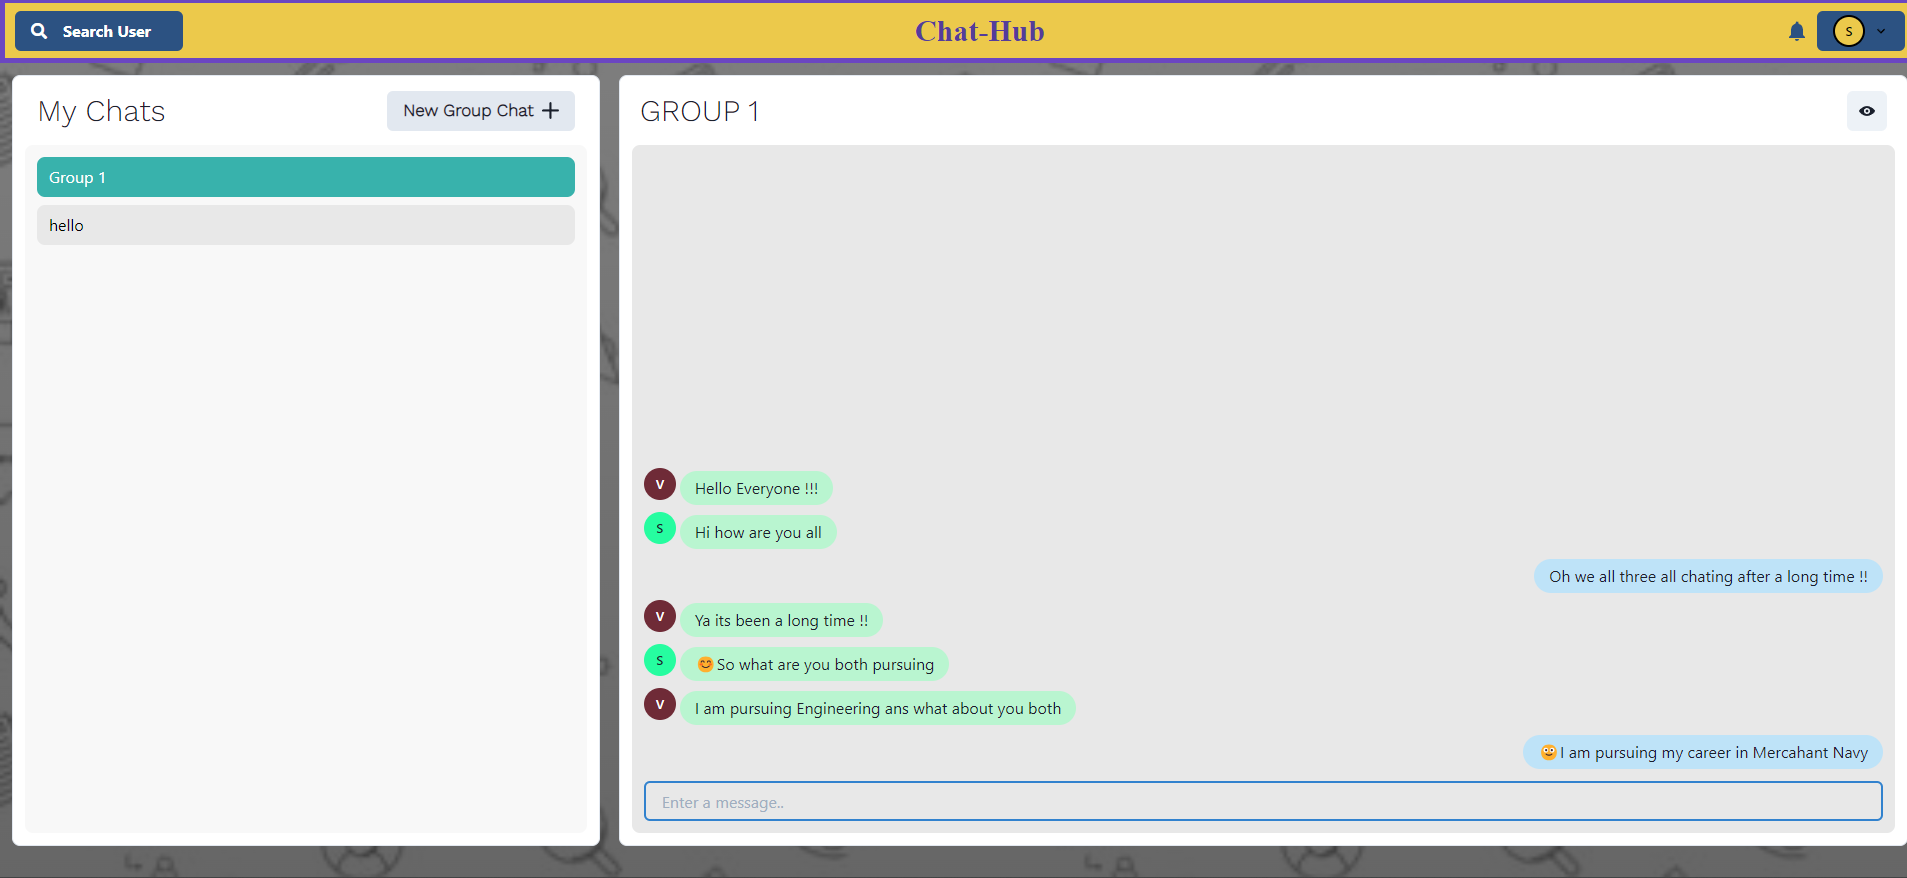 Search User
Chat-Hub
S
My Chats
New Group Chat
GROUP 1
Group 1
hello
V
Hello Everyone !!!
S
Hi how are you all
Oh we all three all chating after a long time !!
V
Ya its been a long time !!
S
😊So what are you both pursuing
V
I am pursuing Engineering ans what about you both
🙂I am pursuing my career in Mercahant Navy
Enter a message..